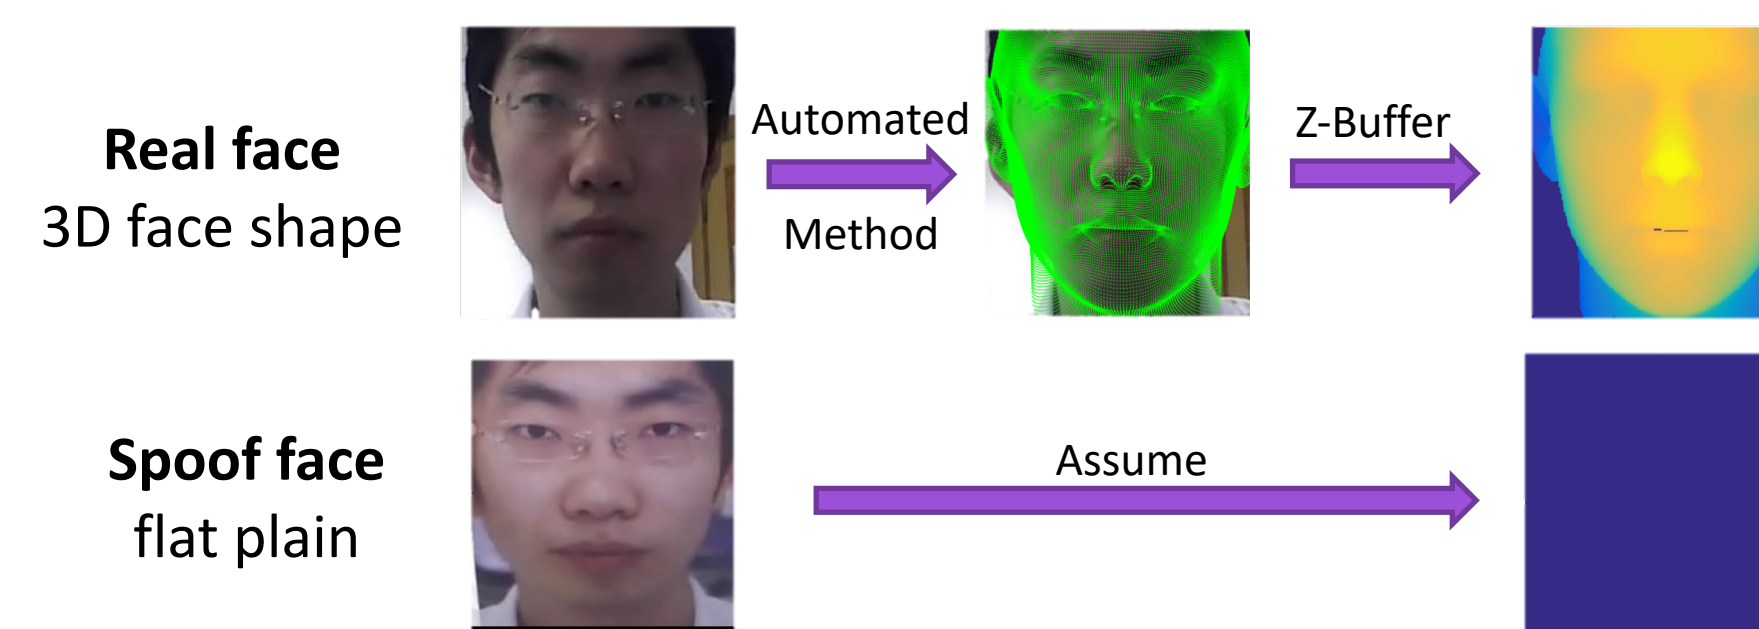 Real face
3D face shape
Automated
Method
Z-Buffer
Spoof face
flat plain
Assume